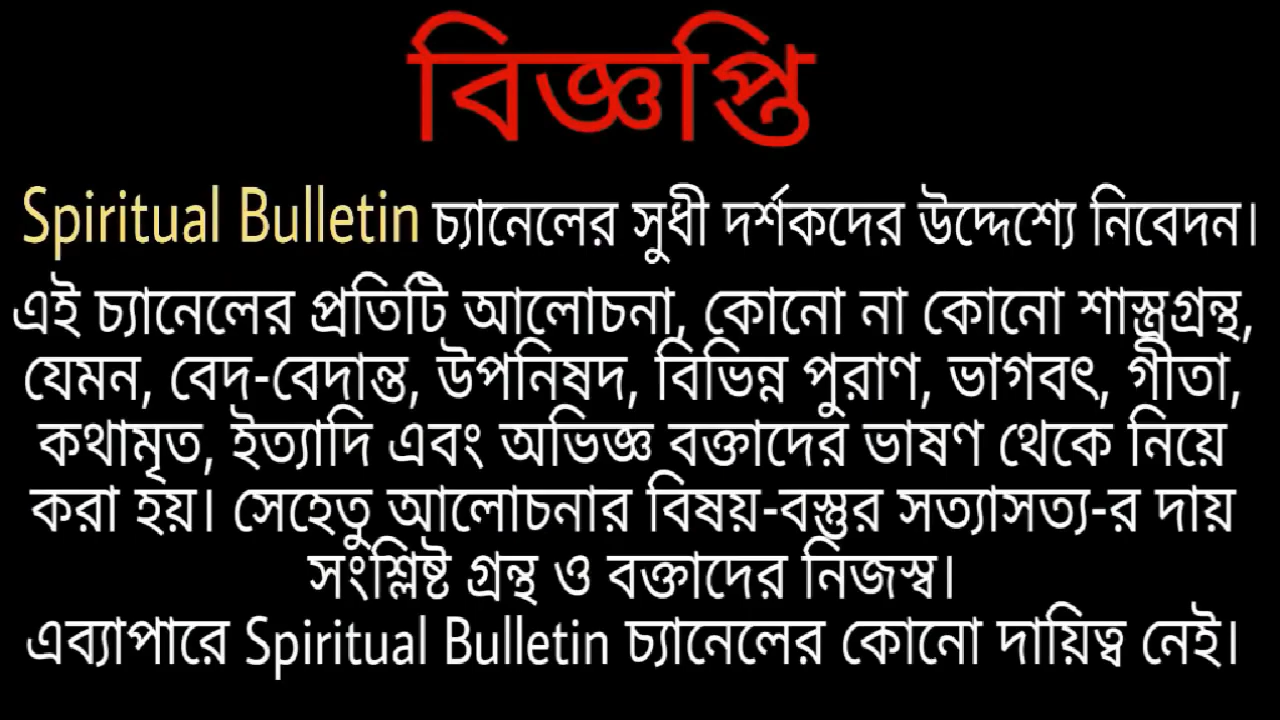 বিজ্ঞপ্তি
Spiritual Bulletin চ্যানেলের সুধী দর্শকদের উদ্দেশ্যে নিবেদন।
এই চ্যানেলের প্রতিটি আলোচনা, কোনো না কোনো শাস্ত্রগ্রন্থ,
যেমন, বেদ-বেদান্ত, উপনিষদ, বিভিন্ন পুরাণ, ভাগবৎ, গীতা,
কথামৃত, ইত্যাদি এবং অভিজ্ঞ বক্তাদের ভাষণ থেকে নিয়ে
করা হয়। সেহেতু আলোচনার বিষয়-বস্তুর সত্যাসত্য-র দায়
সংশ্লিষ্ট গ্রন্থ ও বক্তাদের নিজস্ব।
এব্যাপারে Spiritual Bulletin চ্যানেলের কোনো দায়িত্ব নেই।